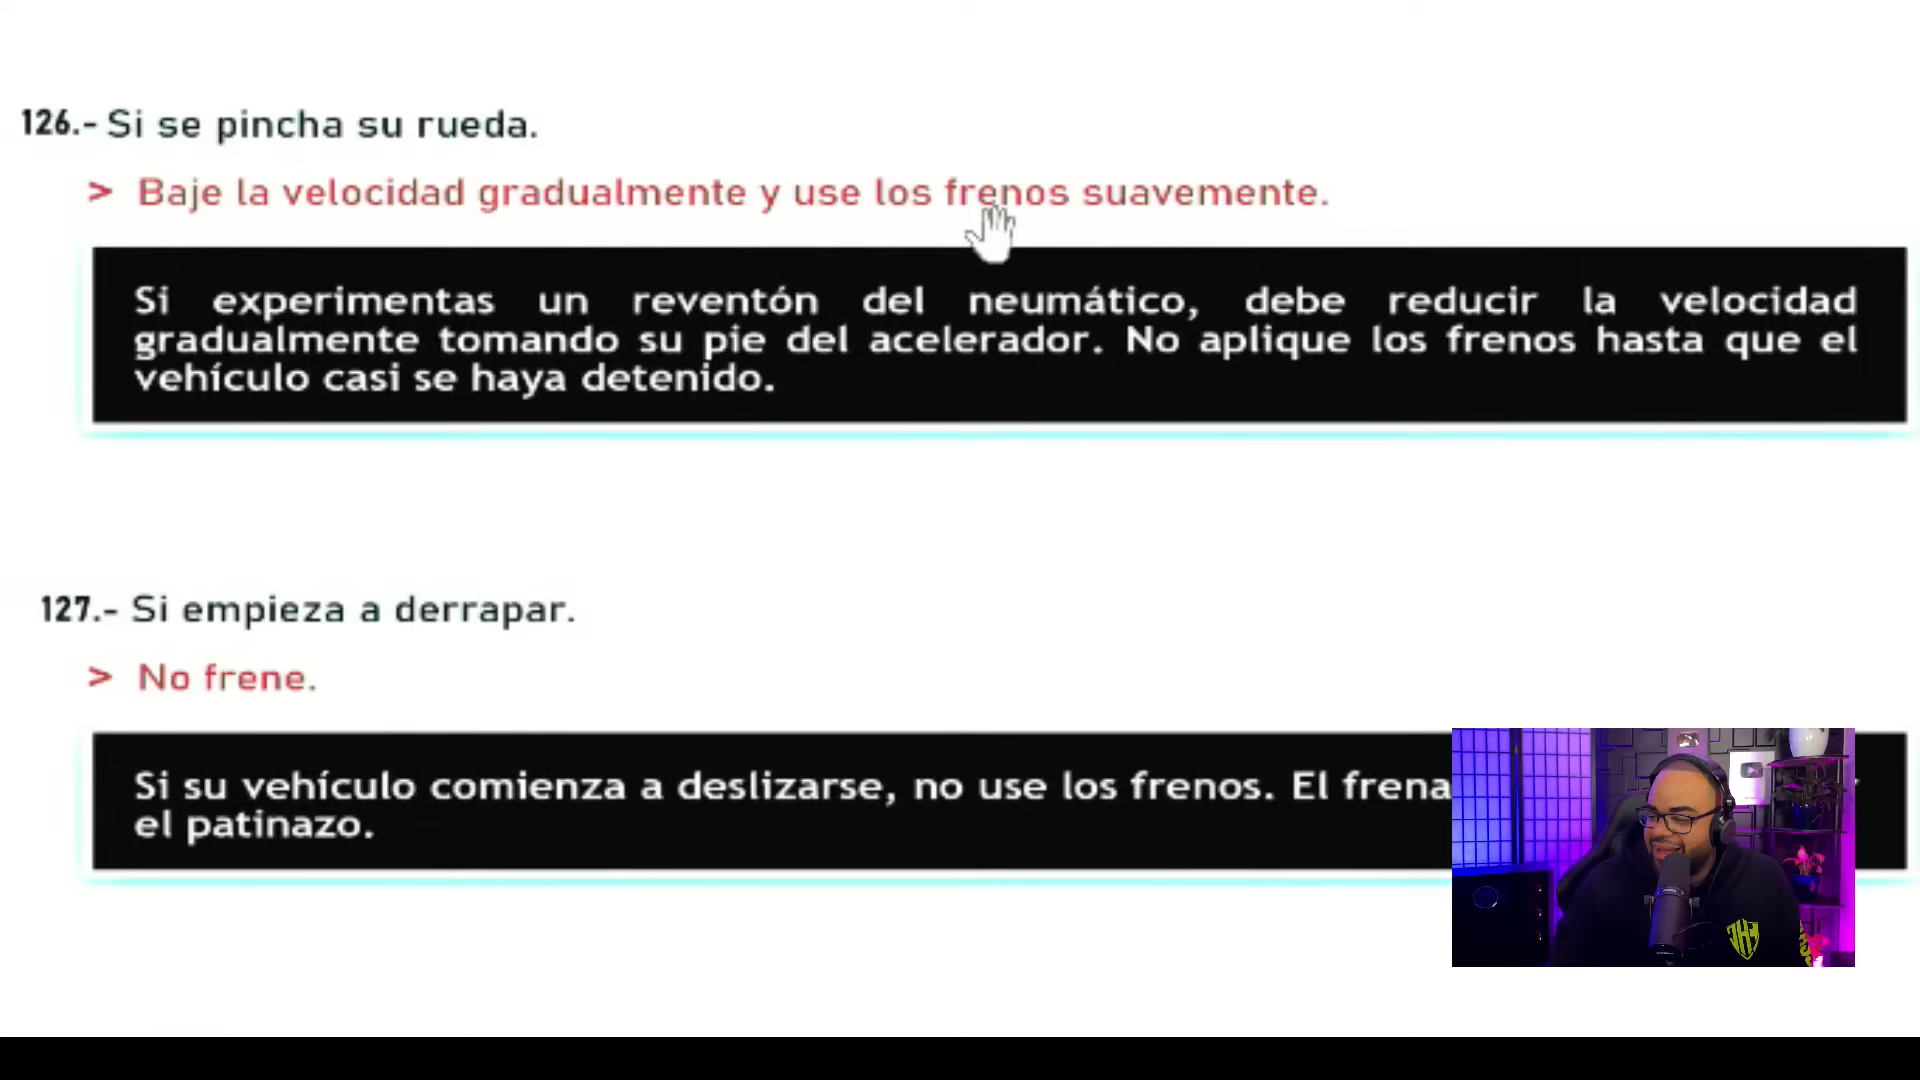 126.- Si se pincha su rueda.
> Baje la velocidad gradualmente y use los frenos suavemente.
Si experimentas un reventón del neumático, debe reducir la velocidad
gradualmente tomando su pie del acelerador. No aplique los frenos hasta que el
vehículo casi se haya detenido.
127.- Si empieza a derrapar.
> No frene.
Si su vehículo comienza a deslizarse, no use los frenos. El
el patinazo.